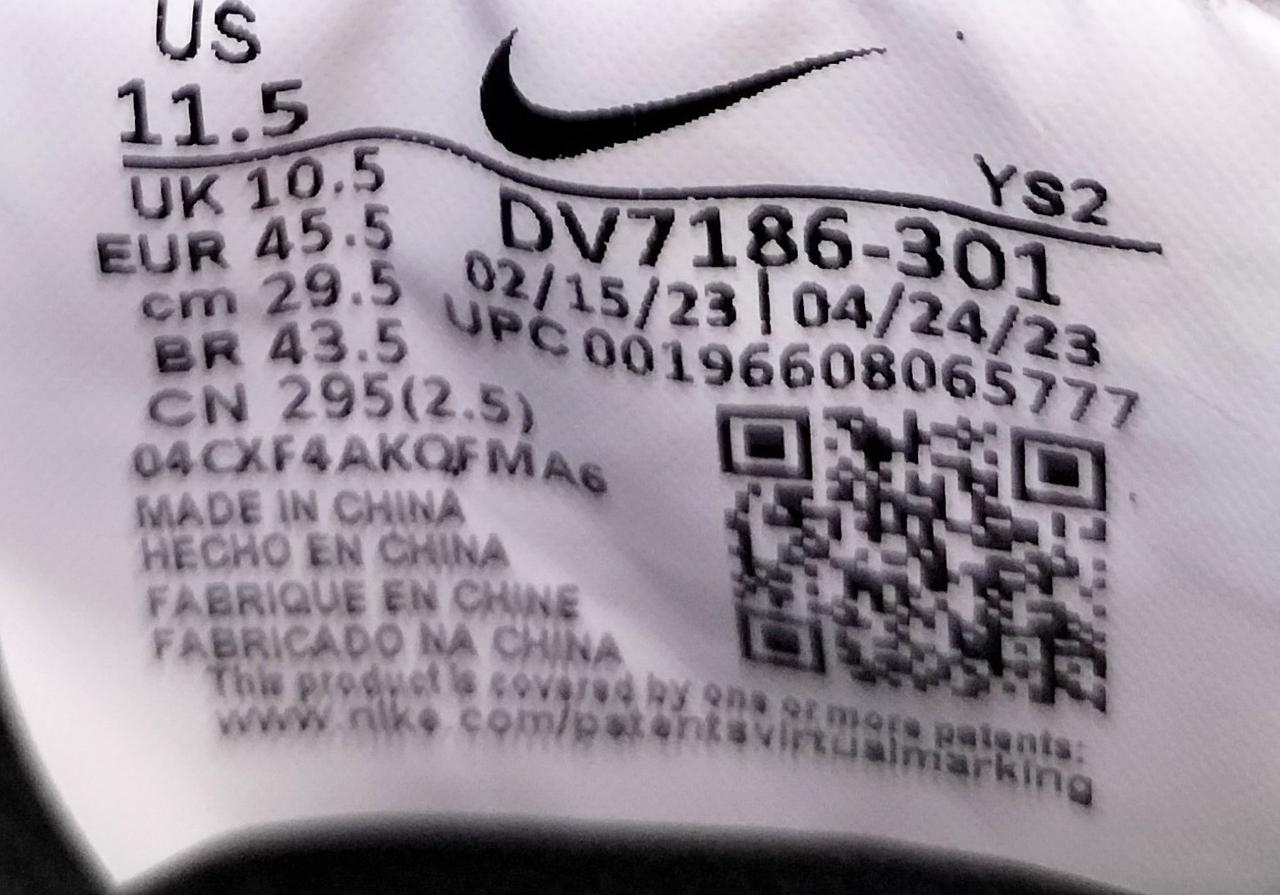 US
11.5
UK 10.5
EUR 45.5
cm 29.5
BR 43.5
CN 295(2.5)
04CXF4AKQFMA6
MADE IN CHINA
HECHO EN CHINA
FABRIQUE EN CHINE
FABRICADO NA CHINA
YS2
DV7186-301
02/15/23|04/24/23
UPC 00196608065777
This product is covered by one or more patents:
www.nike.com/patentsvirtualmarking